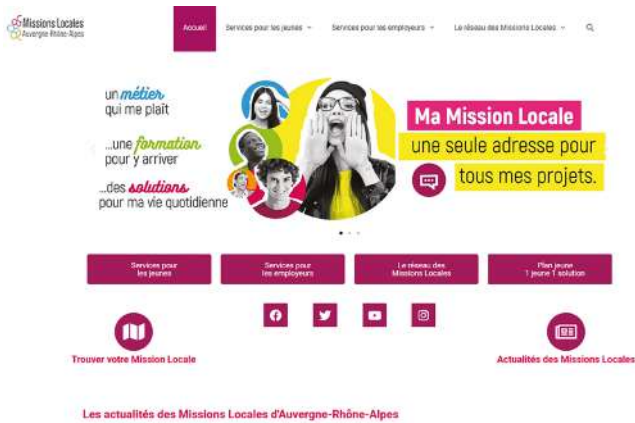 Missions Locales
Auvergne-Rhône-Alpes
Accueil
Services pour les jeunes
Services pour les employeurs
Le réseau des Missions Locales
un métier
qui me plaît
...une formation
pour y arriver
...des solutions
pour ma vie quotidienne
Ma Mission Locale
une seule adresse pour
tous mes projets.
Services pour
les jeunes
Services pour
les employeurs
Le réseau des
Missions Locales
Plan jeune
1 jeune 1 solution
Trouver votre Mission Locale
Actualités des Missions Locales
Les actualités des Missions Locales d'Auvergne-Rhône-Alpes